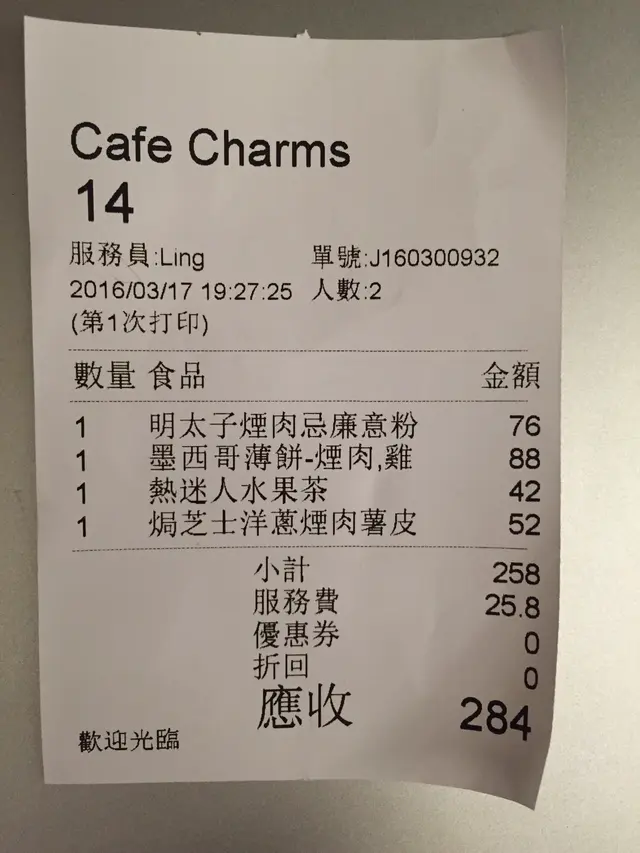 Cafe Charms
14
服務員:Ling 單號:J160300932
2016/03/17 19:27:25 人數:2
(第1次打印)
數量 食品 金額
1 明太子煙肉忌廉意粉 76
1 墨西哥薄餅-煙肉,雞 88
1 熱迷人水果茶 42
1 焗芝士洋蔥煙肉薯皮 52
小計 258
服務費 25.8
優惠券 0
折回 0
應收 284
歡迎光臨